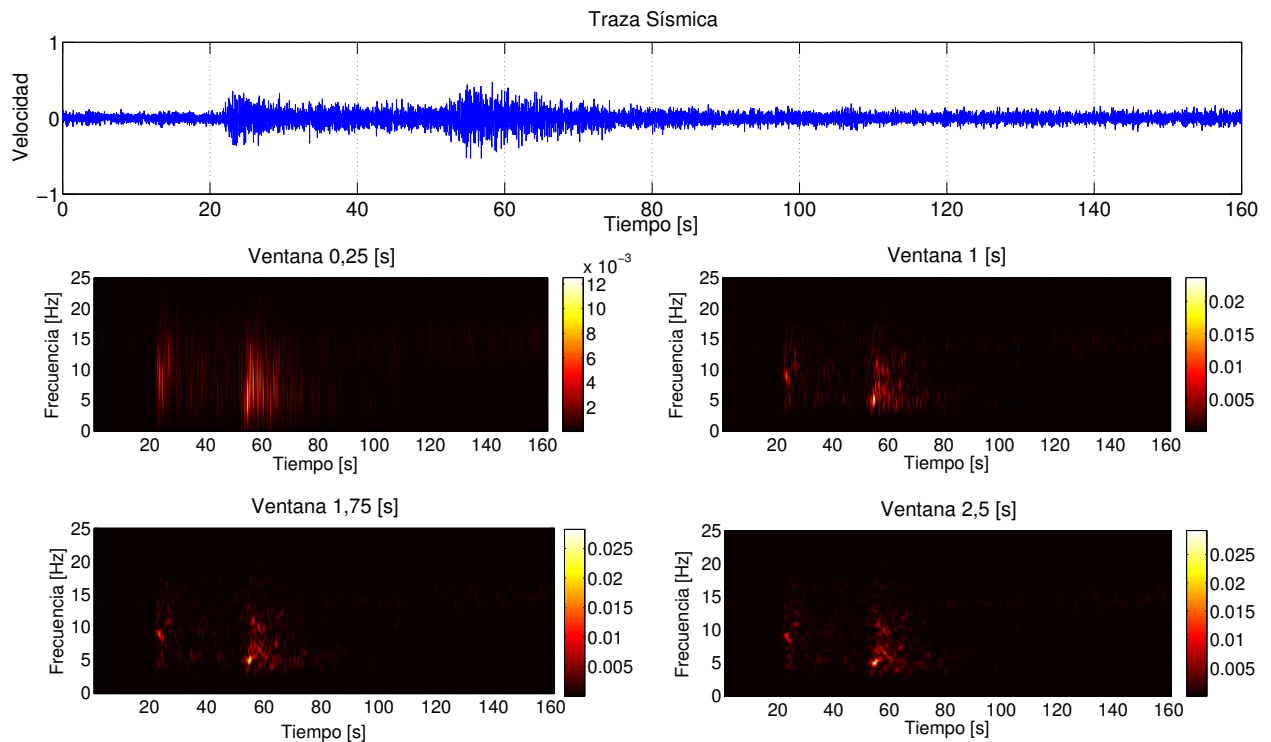 Traza Sísmica
Velocidad
1
0
−1
0 20 40 60 80 100 120 140 160
Tiempo [s]
Ventana 0,25 [s]
x 10−3
Frecuencia [Hz]
25
20
15
10
5
0
20 40 60 80 100 120 140 160
Tiempo [s]
12
10
8
6
4
2
Ventana 1 [s]
Frecuencia [Hz]
25
20
15
10
5
0
20 40 60 80 100 120 140 160
Tiempo [s]
0.02
0.015
0.01
0.005
Ventana 1,75 [s]
Frecuencia [Hz]
25
20
15
10
5
0
20 40 60 80 100 120 140 160
Tiempo [s]
0.025
0.02
0.015
0.01
0.005
Ventana 2,5 [s]
Frecuencia [Hz]
25
20
15
10
5
0
20 40 60 80 100 120 140 160
Tiempo [s]
0.025
0.02
0.015
0.01
0.005